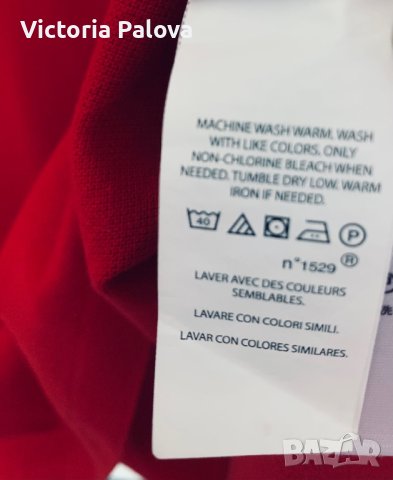 Victoria Palova
MACHINE WASH WARM. WASH
WITH LIKE COLORS. ONLY
NON-CHLORINE BLEACH WHEN
NEEDED. TUMBLE DRY LOW. WARM
IRON IF NEEDED.
40 P
n°1529 ®
LAVER AVEC DES COULEURS
SEMBLABLES.
LAVARE CON COLORI SIMILI.
LAVAR CON COLORES SIMILARES.
BAZAR